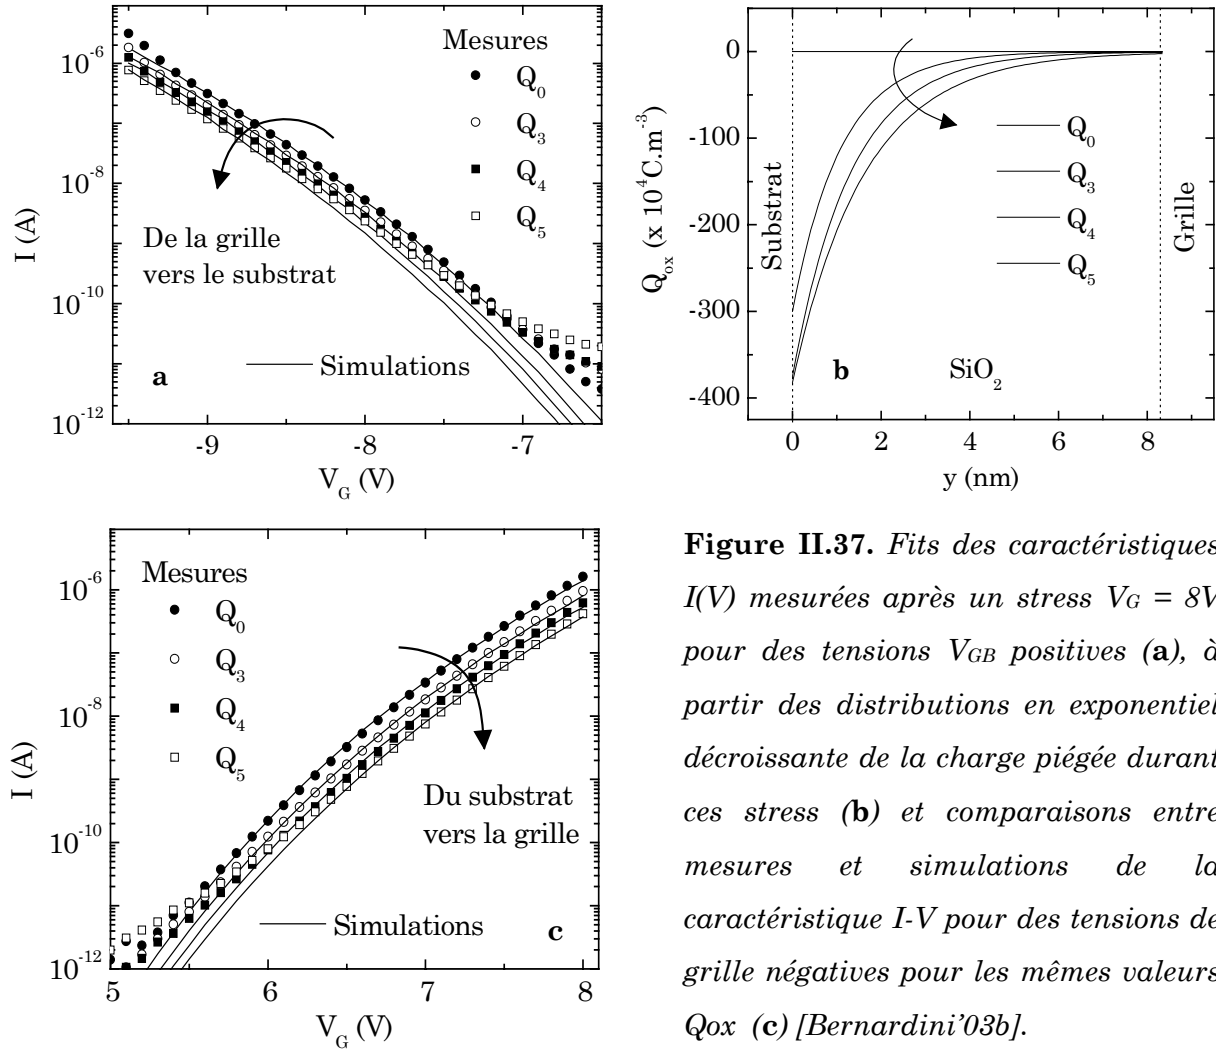 Mesures
Q0
Q3
Q4
Q5
De la grille
vers le substrat
Simulations
a
I (A)
10-6
10-8
10-10
10-12
-9
-8
-7
VG (V)
0
-100
-200
-300
-400
Qox (x 104C.m-3)
Substrat
Grille
Q0
Q3
Q4
Q5
b
SiO2
0
2
4
6
8
y (nm)
Mesures
Q0
Q3
Q4
Q5
Du substrat
vers la grille
Simulations
c
I (A)
10-6
10-8
10-10
10-12
5
6
7
8
VG (V)
Figure II.37. Fits des caractéristiques
I(V) mesurées après un stress VG = 8V
pour des tensions VGB positives (a), à
partir des distributions en exponentiel
décroissante de la charge piégée durant
ces stress (b) et comparaisons entre
mesures et simulations de la
caractéristique I-V pour des tensions de
grille négatives pour les mêmes valeurs
Qox (c) [Bernardini'03b].